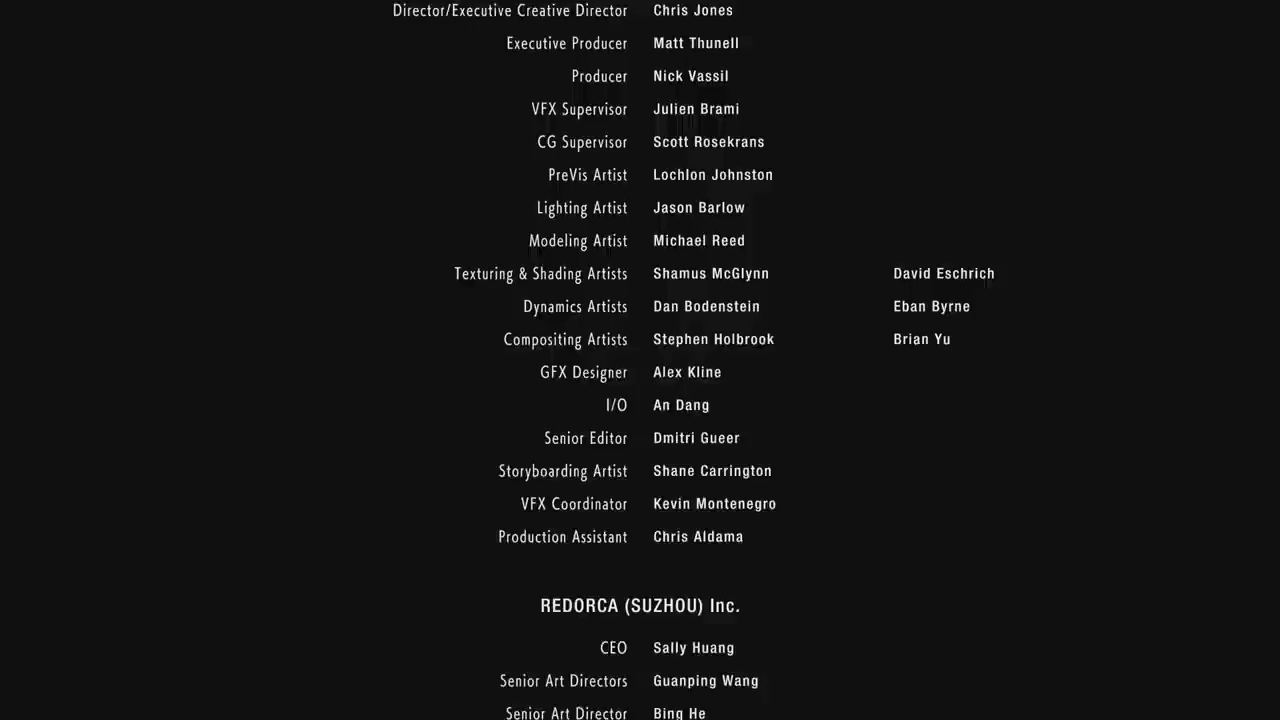 Director/Executive Creative Director Chris Jones
Executive Producer Matt Thunell
Producer Nick Vassil
VFX Supervisor Julien Brami
CG Supervisor Scott Rosekrans
PreVis Artist Lochlon Johnston
Lighting Artist Jason Barlow
Modeling Artist Michael Reed
Texturing & Shading Artists Shamus McGlynn David Eschrich
Dynamics Artists Dan Bodenstein Eban Byrne
Compositing Artists Stephen Holbrook Brian Yu
GFX Designer Alex Kline
I/O An Dang
Senior Editor Dmitri Gueer
Storyboarding Artist Shane Carrington
VFX Coordinator Kevin Montenegro
Production Assistant Chris Aldama
REDORCA (SUZHOU) Inc.
CEO Sally Huang
Senior Art Directors Guanping Wang
Senior Art Director Bing He